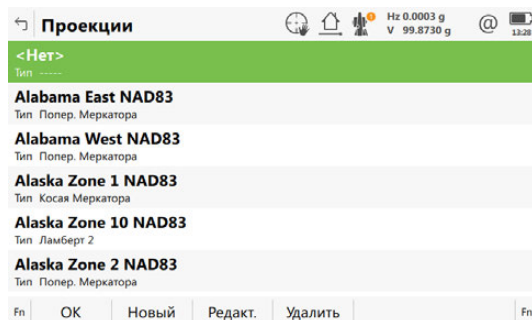 Проекции
Hz 0.0003 g
V 99.8730 g
@
13:28
<Нет>
Тип -----
Alabama East NAD83
Тип Попер. Меркатора
Alabama West NAD83
Тип Попер. Меркатора
Alaska Zone 1 NAD83
Тип Косая Меркатора
Alaska Zone 10 NAD83
Тип Ламберт 2
Alaska Zone 2 NAD83
Тип Попер. Меркатора
Fn OK Новый Редакт. Удалить Fn